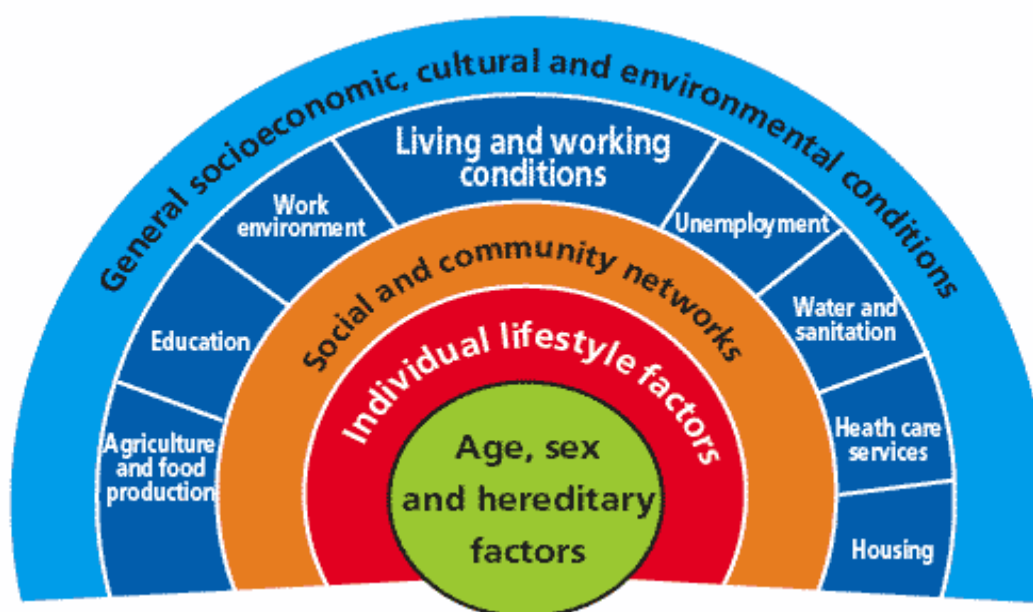 General socioeconomic, cultural and environmental conditions
Living and working
conditions
Work
environment
Unemployment
Education
Water and
sanitation
Agriculture
and food
production
Heath care
services
Housing
Social and community networks
Individual lifestyle factors
Age, sex
and hereditary
factors